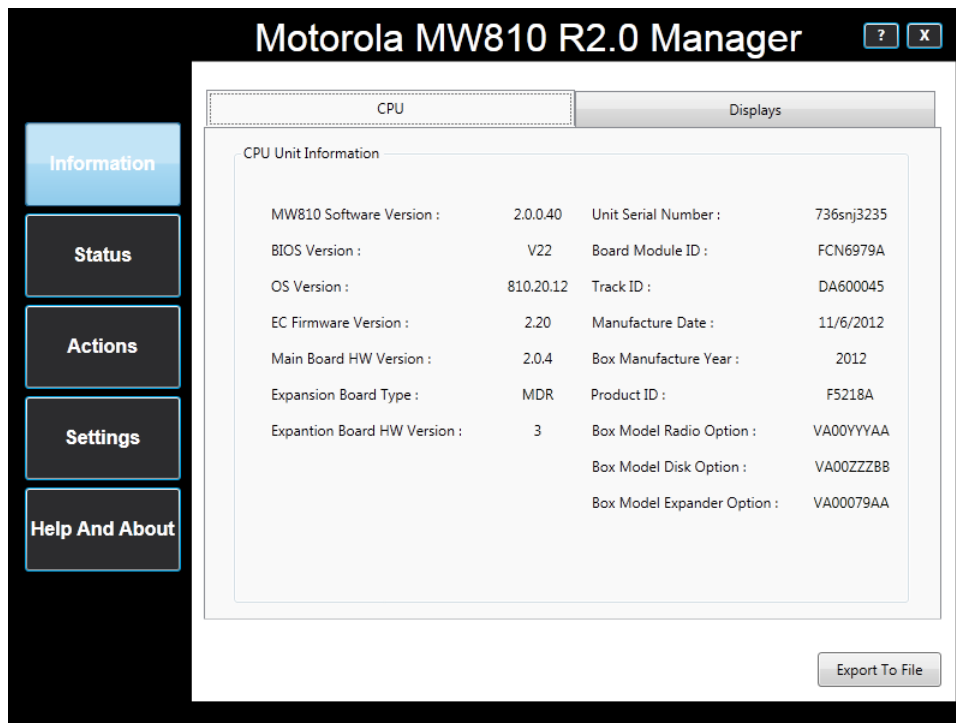 Motorola MW810 R2.0 Manager
? X
Information
Status
Actions
Settings
Help And About
CPU Displays
CPU Unit Information
MW810 Software Version : 2.0.0.40 Unit Serial Number : 736snj3235
BIOS Version : V22 Board Module ID : FCN6979A
OS Version : 810.20.12 Track ID : DA600045
EC Firmware Version : 2.20 Manufacture Date : 11/6/2012
Main Board HW Version : 2.0.4 Box Manufacture Year : 2012
Expansion Board Type : MDR Product ID : F5218A
Expantion Board HW Version : 3 Box Model Radio Option : VA00YYYAA
Box Model Disk Option : VA00ZZZBB
Box Model Expander Option : VA00079AA
Export To File